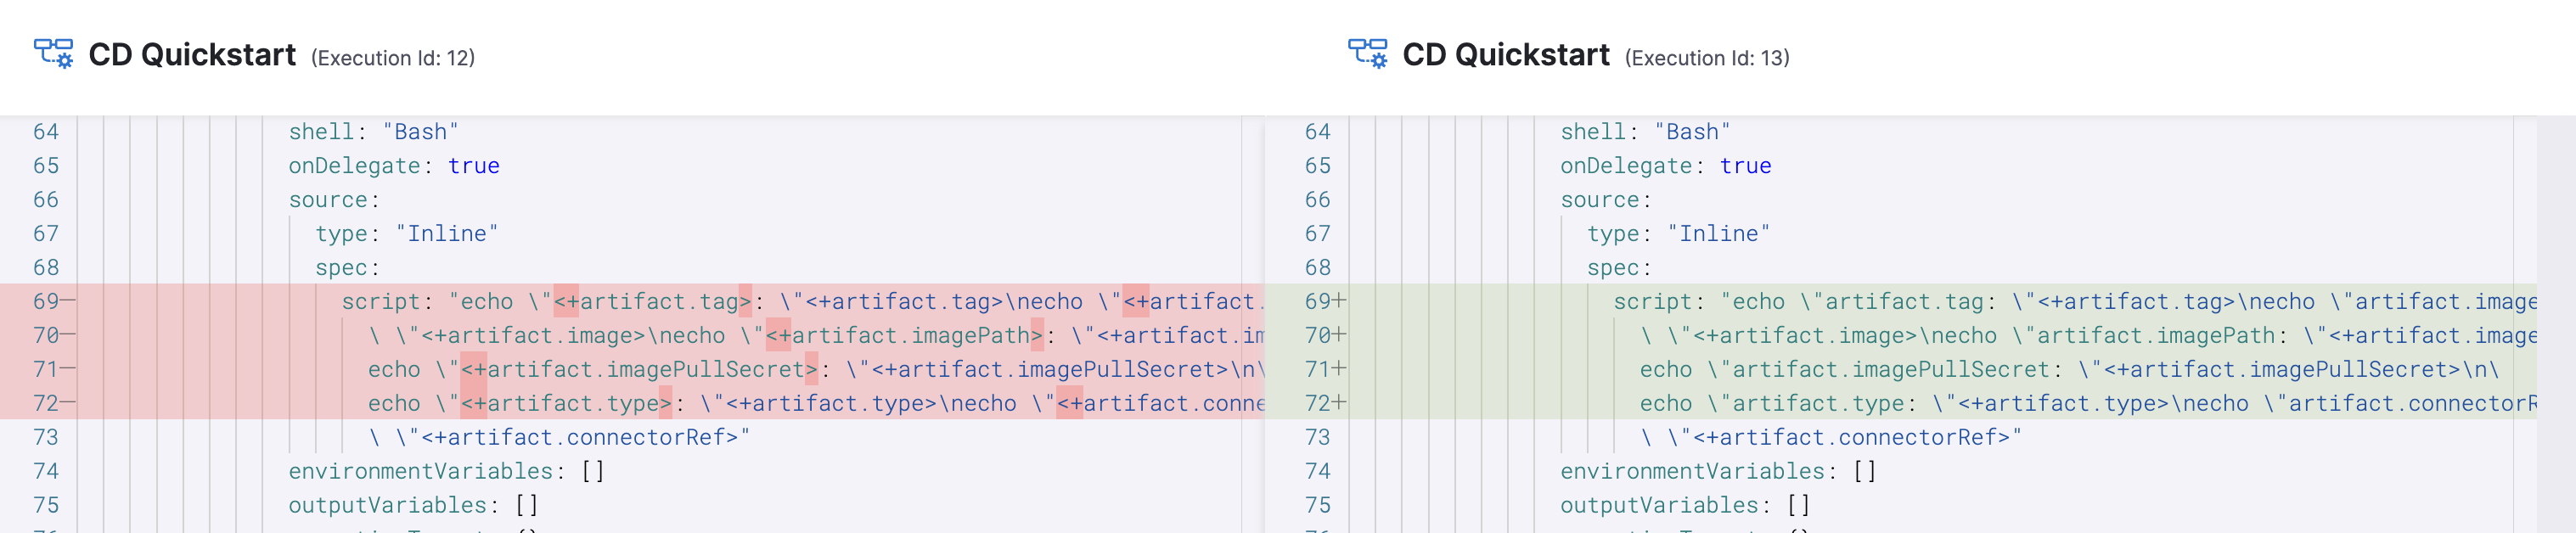 CD Quickstart (Execution Id: 12)
64 shell: "Bash"
65 onDelegate: true
66 source:
67 type: "Inline"
68 spec:
69— script: "echo \"<+artifact.tag>: \"<+artifact.tag>\necho \"<+artifact.
70— \ \"<+artifact.image>\necho \"<+artifact.imagePath>: \"<+artifact.im
71— echo \"<+artifact.imagePullSecret>: \"<+artifact.imagePullSecret>\n\
72— echo \"<+artifact.type>: \"<+artifact.type>\necho \"<+artifact.conne
73 \ \"<+artifact.connectorRef>"
74 environmentVariables: []
75 outputVariables: []
CD Quickstart (Execution Id: 13)
64 shell: "Bash"
65 onDelegate: true
66 source:
67 type: "Inline"
68 spec:
69+ script: "echo \"artifact.tag: \"<+artifact.tag>\necho \"artifact.image
70+ \ \"<+artifact.image>\necho \"artifact.imagePath: \"<+artifact.image
71+ echo \"artifact.imagePullSecret: \"<+artifact.imagePullSecret>\n\
72+ echo \"artifact.type: \"<+artifact.type>\necho \"artifact.connectorR
73 \ \"<+artifact.connectorRef>"
74 environmentVariables: []
75 outputVariables: []